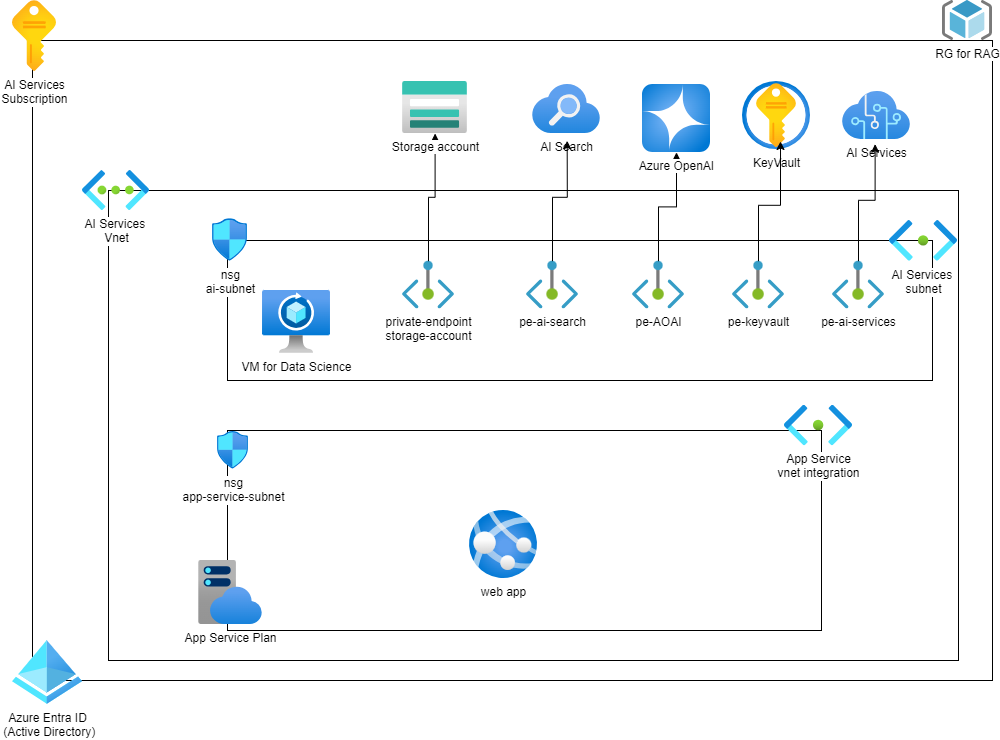 AI Services
Subscription
RG for RAG
Storage account
AI Search
Azure OpenAI
KeyVault
AI Services
AI Services
Vnet
nsg
ai-subnet
AI Services
subnet
VM for Data Science
private-endpoint
storage-account
pe-ai-search
pe-AOAI
pe-keyvault
pe-ai-services
App Service
vnet integration
nsg
app-service-subnet
web app
App Service Plan
Azure Entra ID
(Active Directory)